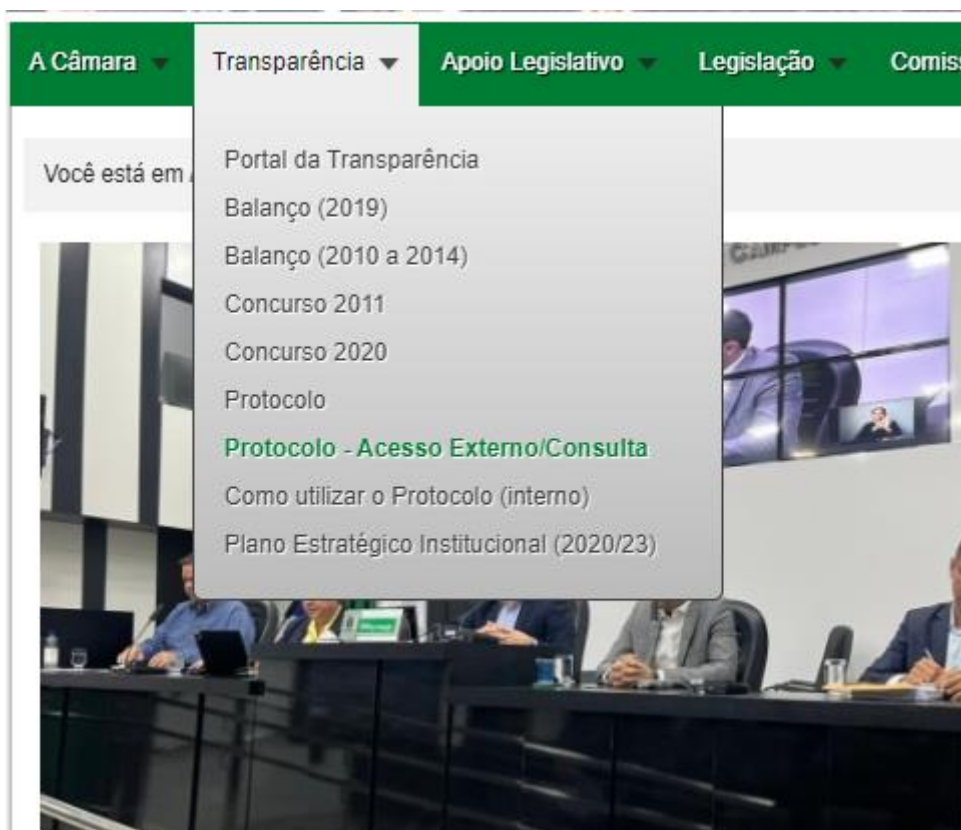 A Câmara Transparência Apoio Legislativo Legislação Comiss
Você está em
Portal da Transparência
Balanço (2019)
Balanço (2010 a 2014)
Concurso 2011
Concurso 2020
Protocolo
Protocolo - Acesso Externo/Consulta
Como utilizar o Protocolo (interno)
Plano Estratégico Institucional (2020/23)